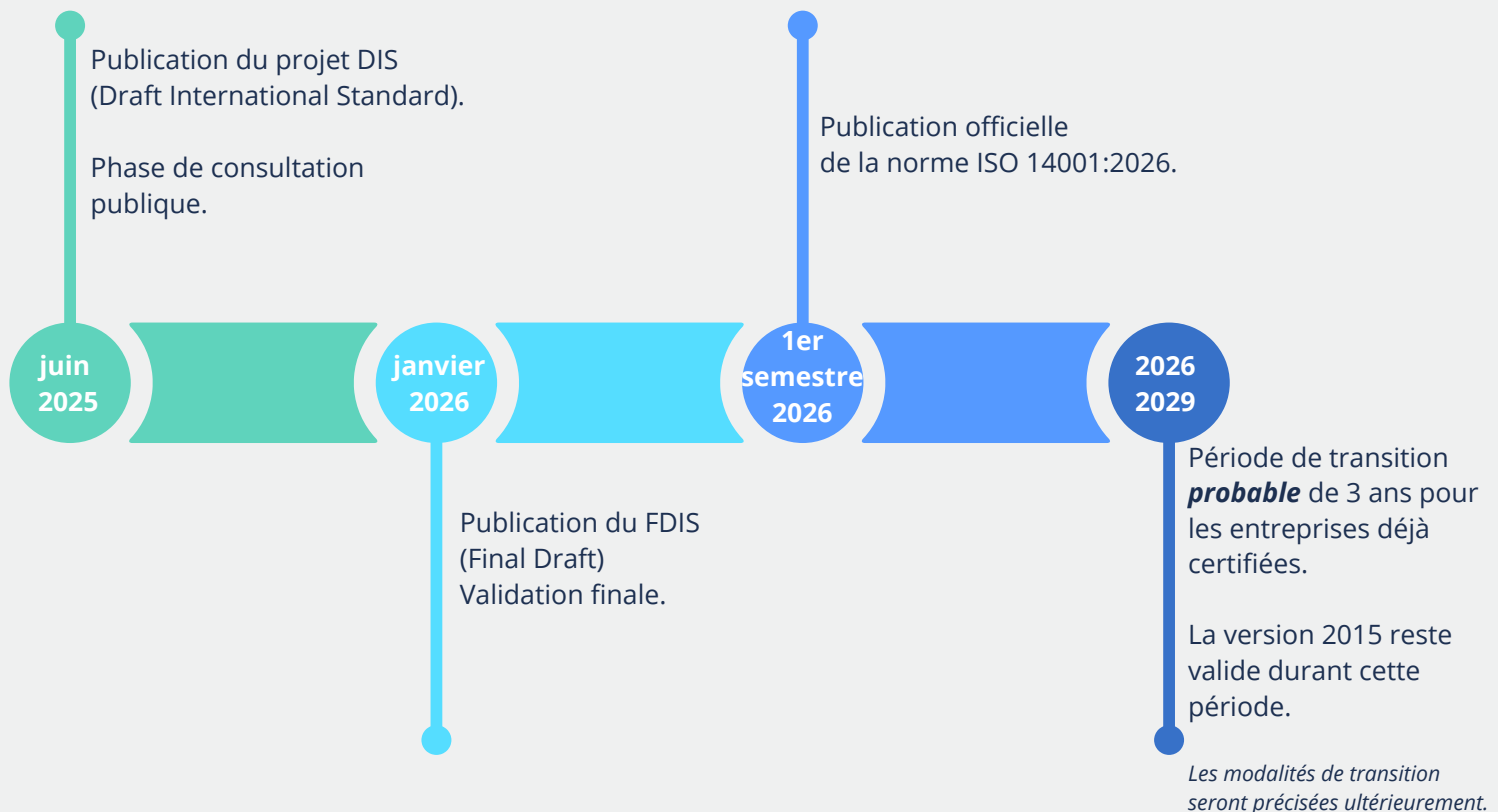 Publication du projet DIS
(Draft International Standard).
Phase de consultation
publique.
Publication officielle
de la norme ISO 14001:2026.
juin
2025
janvier
2026
1er
semestre
2026
2026
2029
Publication du FDIS
(Final Draft)
Validation finale.
Période de transition
probable de 3 ans pour
les entreprises déjà
certifiées.
La version 2015 reste
valide durant cette
période.
Les modalités de transition
seront précisées ultérieurement.